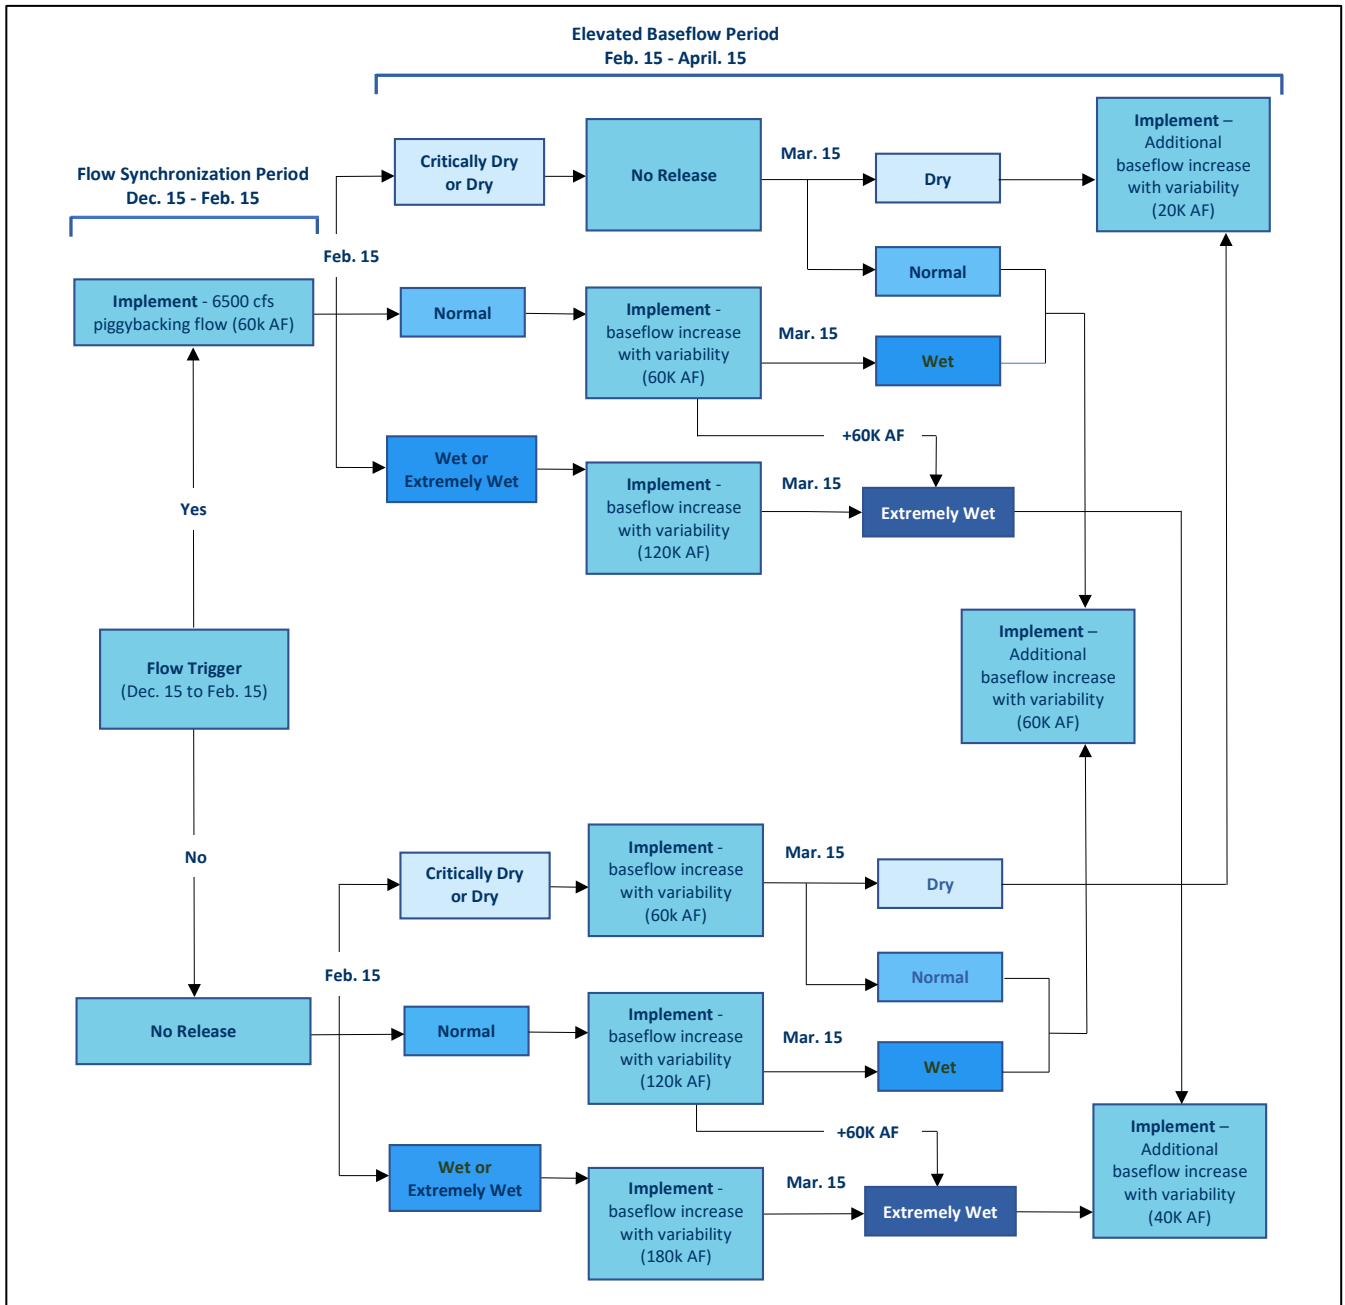 Elevated Baseflow Period
Feb. 15 - April. 15
Flow Synchronization Period
Dec. 15 - Feb. 15
Implement - 6500 cfs
piggybacking flow (60k AF)
Feb. 15
Critically Dry
or Dry
No Release
Mar. 15
Dry
Implement –
Additional
baseflow increase
with variability
(20K AF)
Normal
Normal
Implement -
baseflow increase
with variability
(60K AF)
Mar. 15
Wet
+60K AF
Wet or
Extremely Wet
Implement -
baseflow increase
with variability
(120K AF)
Mar. 15
Extremely Wet
Yes
Flow Trigger
(Dec. 15 to Feb. 15)
Implement –
Additional
baseflow increase
with variability
(60K AF)
No
No Release
Feb. 15
Critically Dry
or Dry
Implement -
baseflow increase
with variability
(60k AF)
Mar. 15
Dry
Normal
Normal
Implement -
baseflow increase
with variability
(120k AF)
Mar. 15
Wet
+60K AF
Wet or
Extremely Wet
Implement -
baseflow increase
with variability
(180k AF)
Mar. 15
Extremely Wet
Implement –
Additional
baseflow increase
with variability
(40K AF)